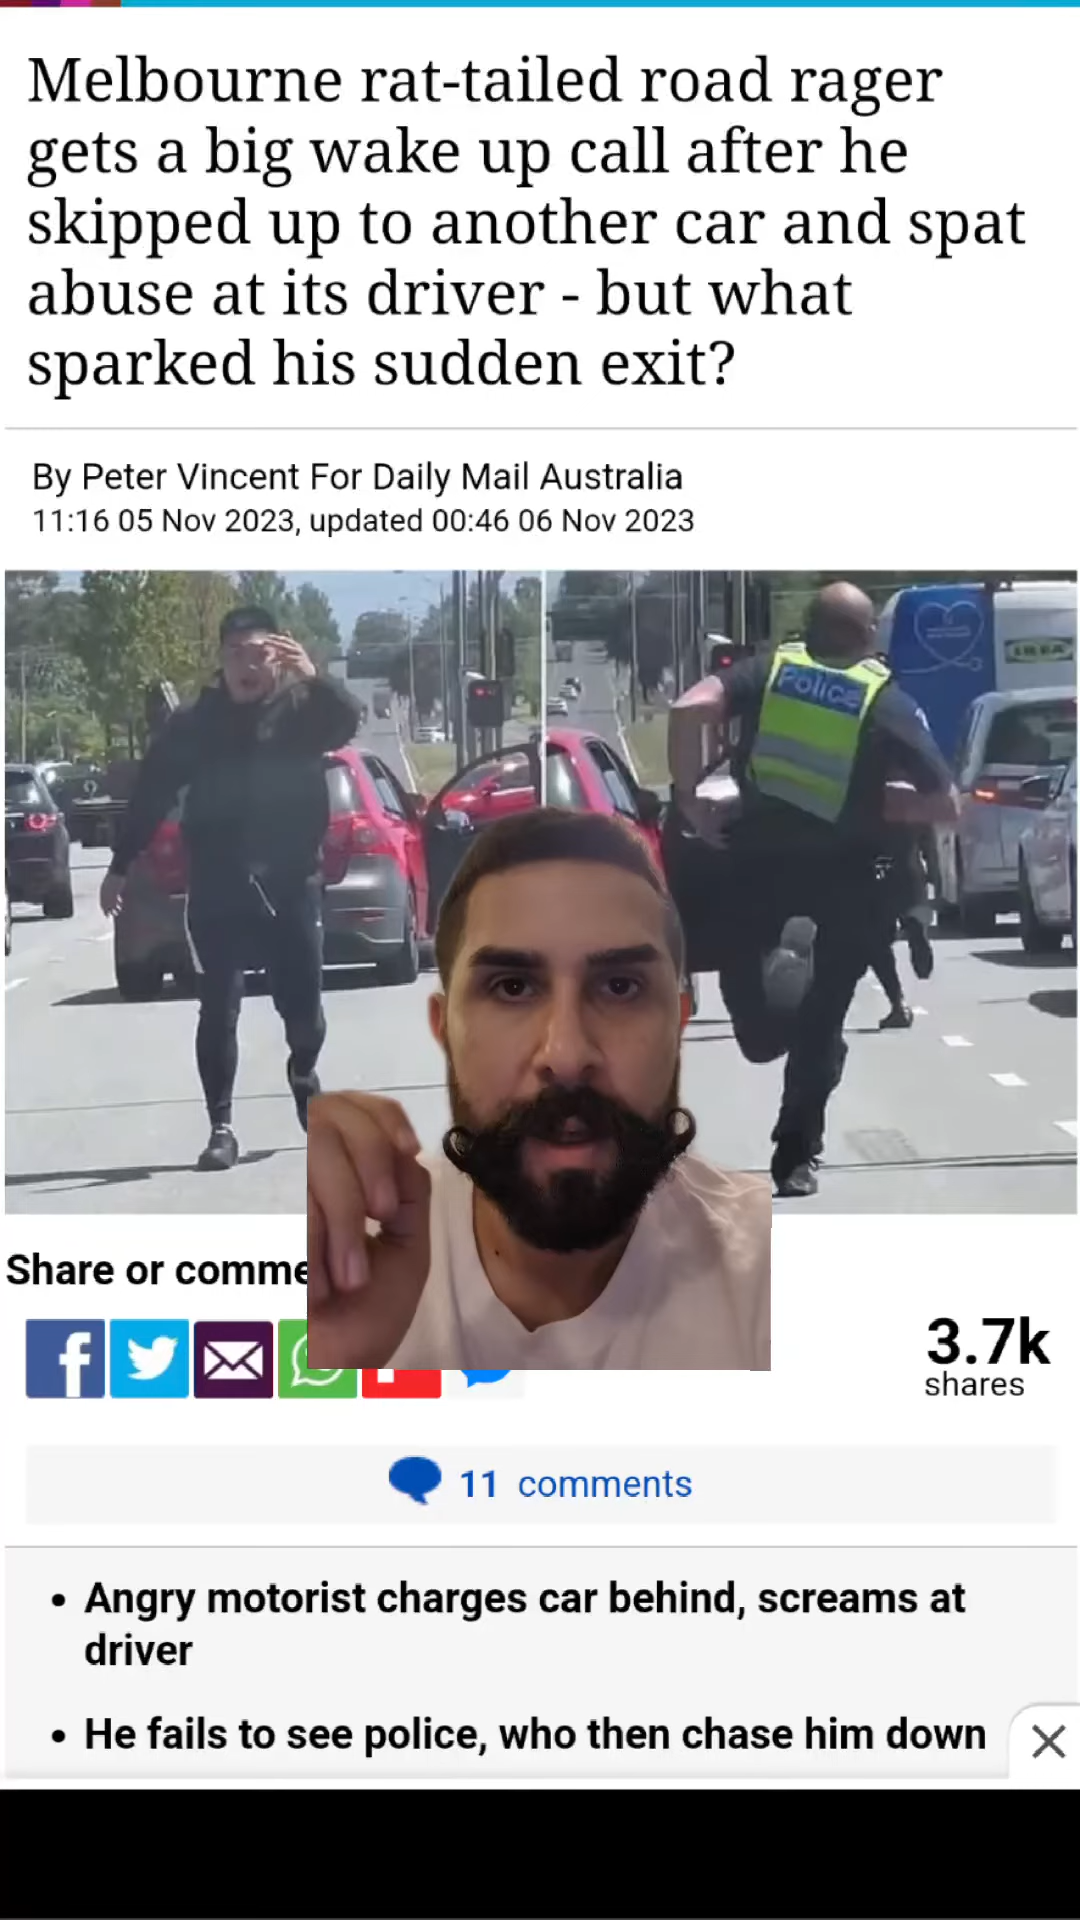 Melbourne rat-tailed road rager
gets a big wake up call after he
skipped up to another car and spat
abuse at its driver - but what
sparked his sudden exit?
By Peter Vincent For Daily Mail Australia
11:16 05 Nov 2023, updated 00:46 06 Nov 2023
Police
IKEA
Share or comme
3.7k
shares
11 comments
• Angry motorist charges car behind, screams at
driver
• He fails to see police, who then chase him down